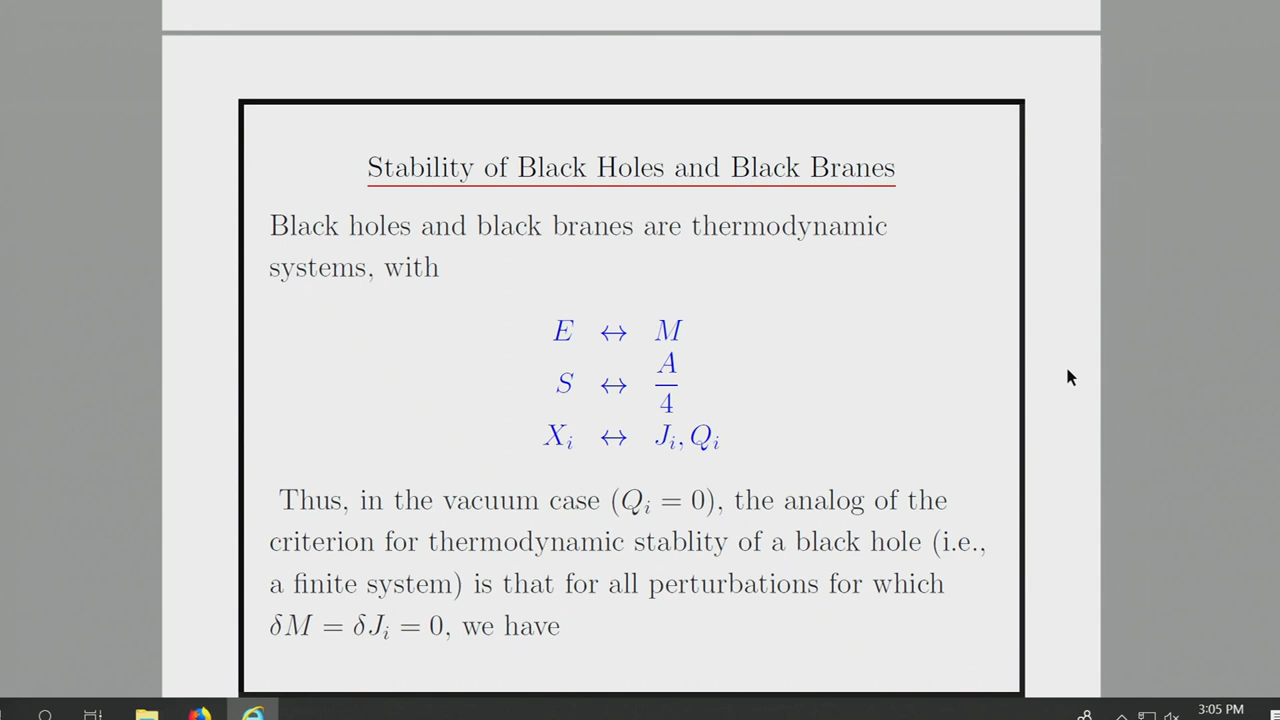 Stability of Black Holes and Black Branes
Black holes and black branes are thermodynamic
systems, with
E ↔ M
S ↔ A/4
X_i ↔ J_i, Q_i
Thus, in the vacuum case (Q_i = 0), the analog of the
criterion for thermodynamic stablity of a black hole (i.e.,
a finite system) is that for all perturbations for which
δM = δJ_i = 0, we have
3:05 PM